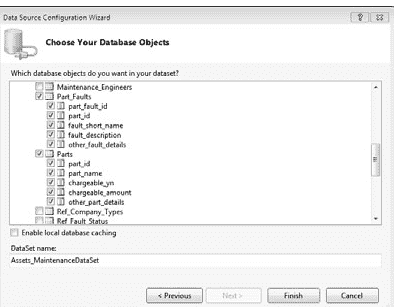 Data Source Configuration Wizard
Choose Your Database Objects
Which database objects do you want in your dataset?
Maintenance_Engineers
Part_Faults
part_fault_id
part_id
fault_short_name
fault_description
other_fault_details
Parts
part_id
part_name
chargeable_yn
chargeable_amount
other_part_details
Ref_Company_Types
Ref_Fault_Status
Enable local database caching
DataSet name:
Assets_MaintenanceDataSet
< Previous
Next >
Finish
Cancel